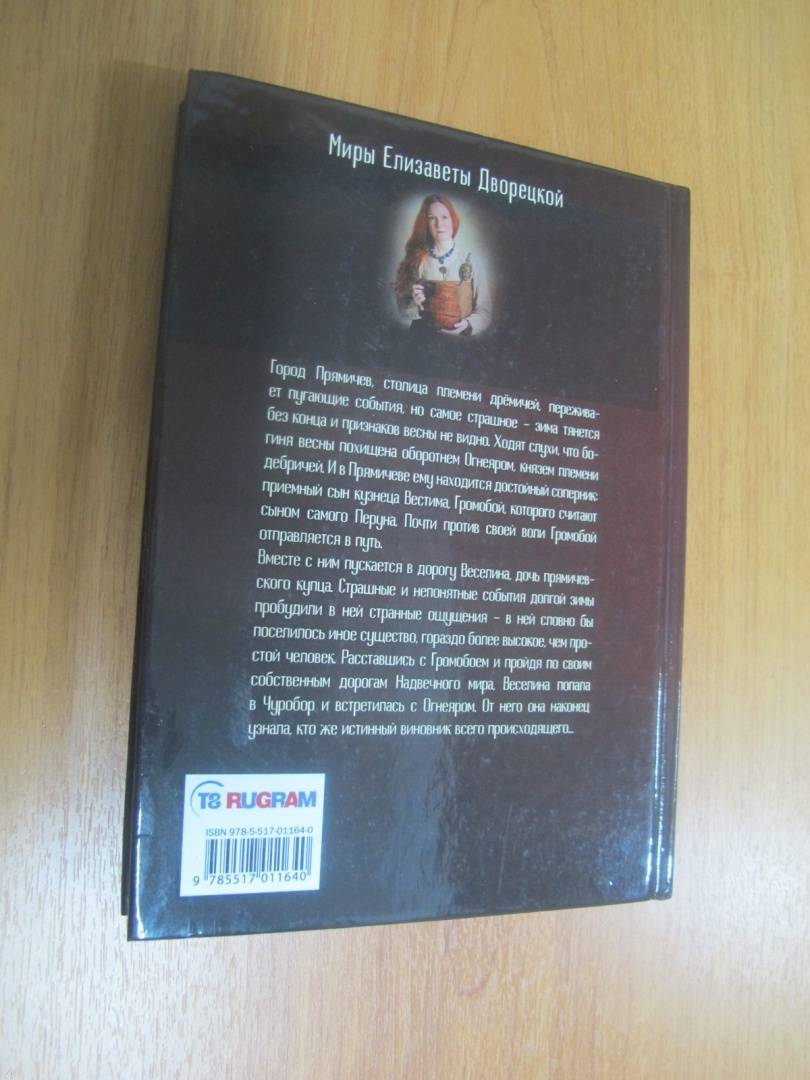 Миры Елизаветы Дворецкой
Город Прямичев, столица племени дрёмичей, пережива-
ет пугающие события, но самое страшное – зима тянется
без конца и признаков весны не видно. Ходят слухи, что бо-
гиня весны похищена оборотнем Огнеяром, князем племени
дебричей. И в Прямичеве ему находится достойный соперник:
приемный сын кузнеца Вестима, Громобой, которого считают
сыном самого Перуна. Почти против своей воли Громобой
отправляется в путь.
Вместе с ним пускается в дорогу Веселина, дочь прямичев-
ского купца. Страшные и непонятные события долгой зимы
пробудили в ней странные ощущения – в ней словно бы
поселилось иное существо, гораздо более высокое, чем про-
стой человек. Расставшись с Громобоем и пройдя по своим
собственным дорогам Надвечного мира, Веселина попала
в Чуробор и встретилась с Огнеяром. От него она наконец
узнала, кто же истинный виновник всего происходящего...
T8 RUGRAM
ISBN 978-5-517-01164-0
9 785517 011640